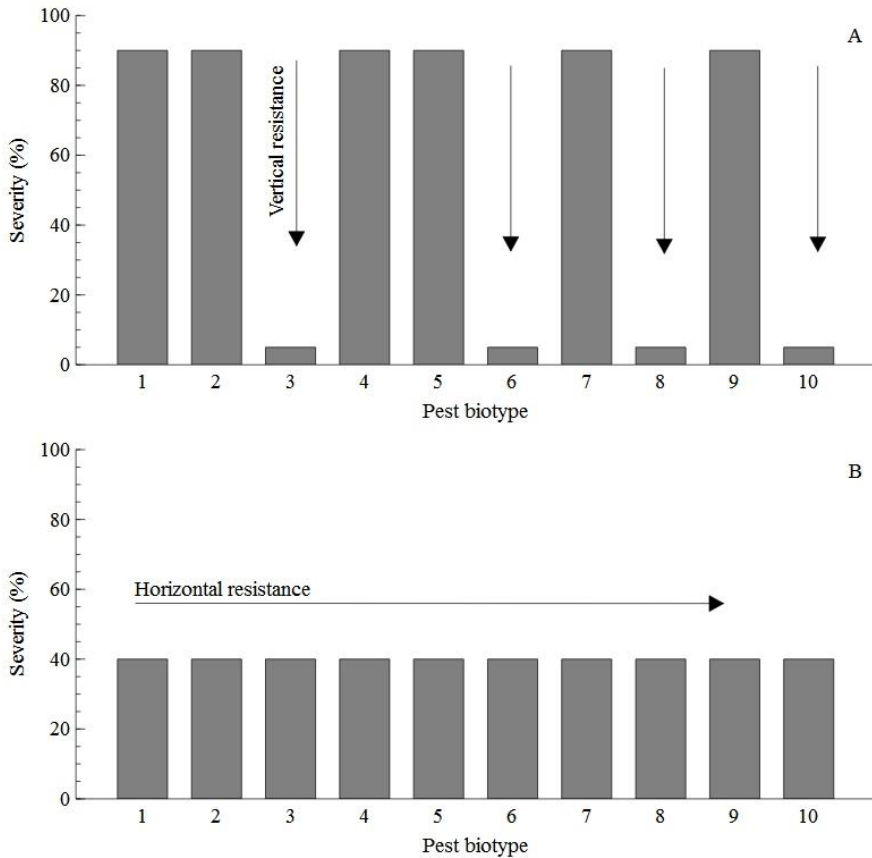 A
100
80
60
40
20
0
Severity (%)
Vertical resistance
1 2 3 4 5 6 7 8 9 10
Pest biotype
B
100
80
60
40
20
0
Severity (%)
Horizontal resistance
1 2 3 4 5 6 7 8 9 10
Pest biotype